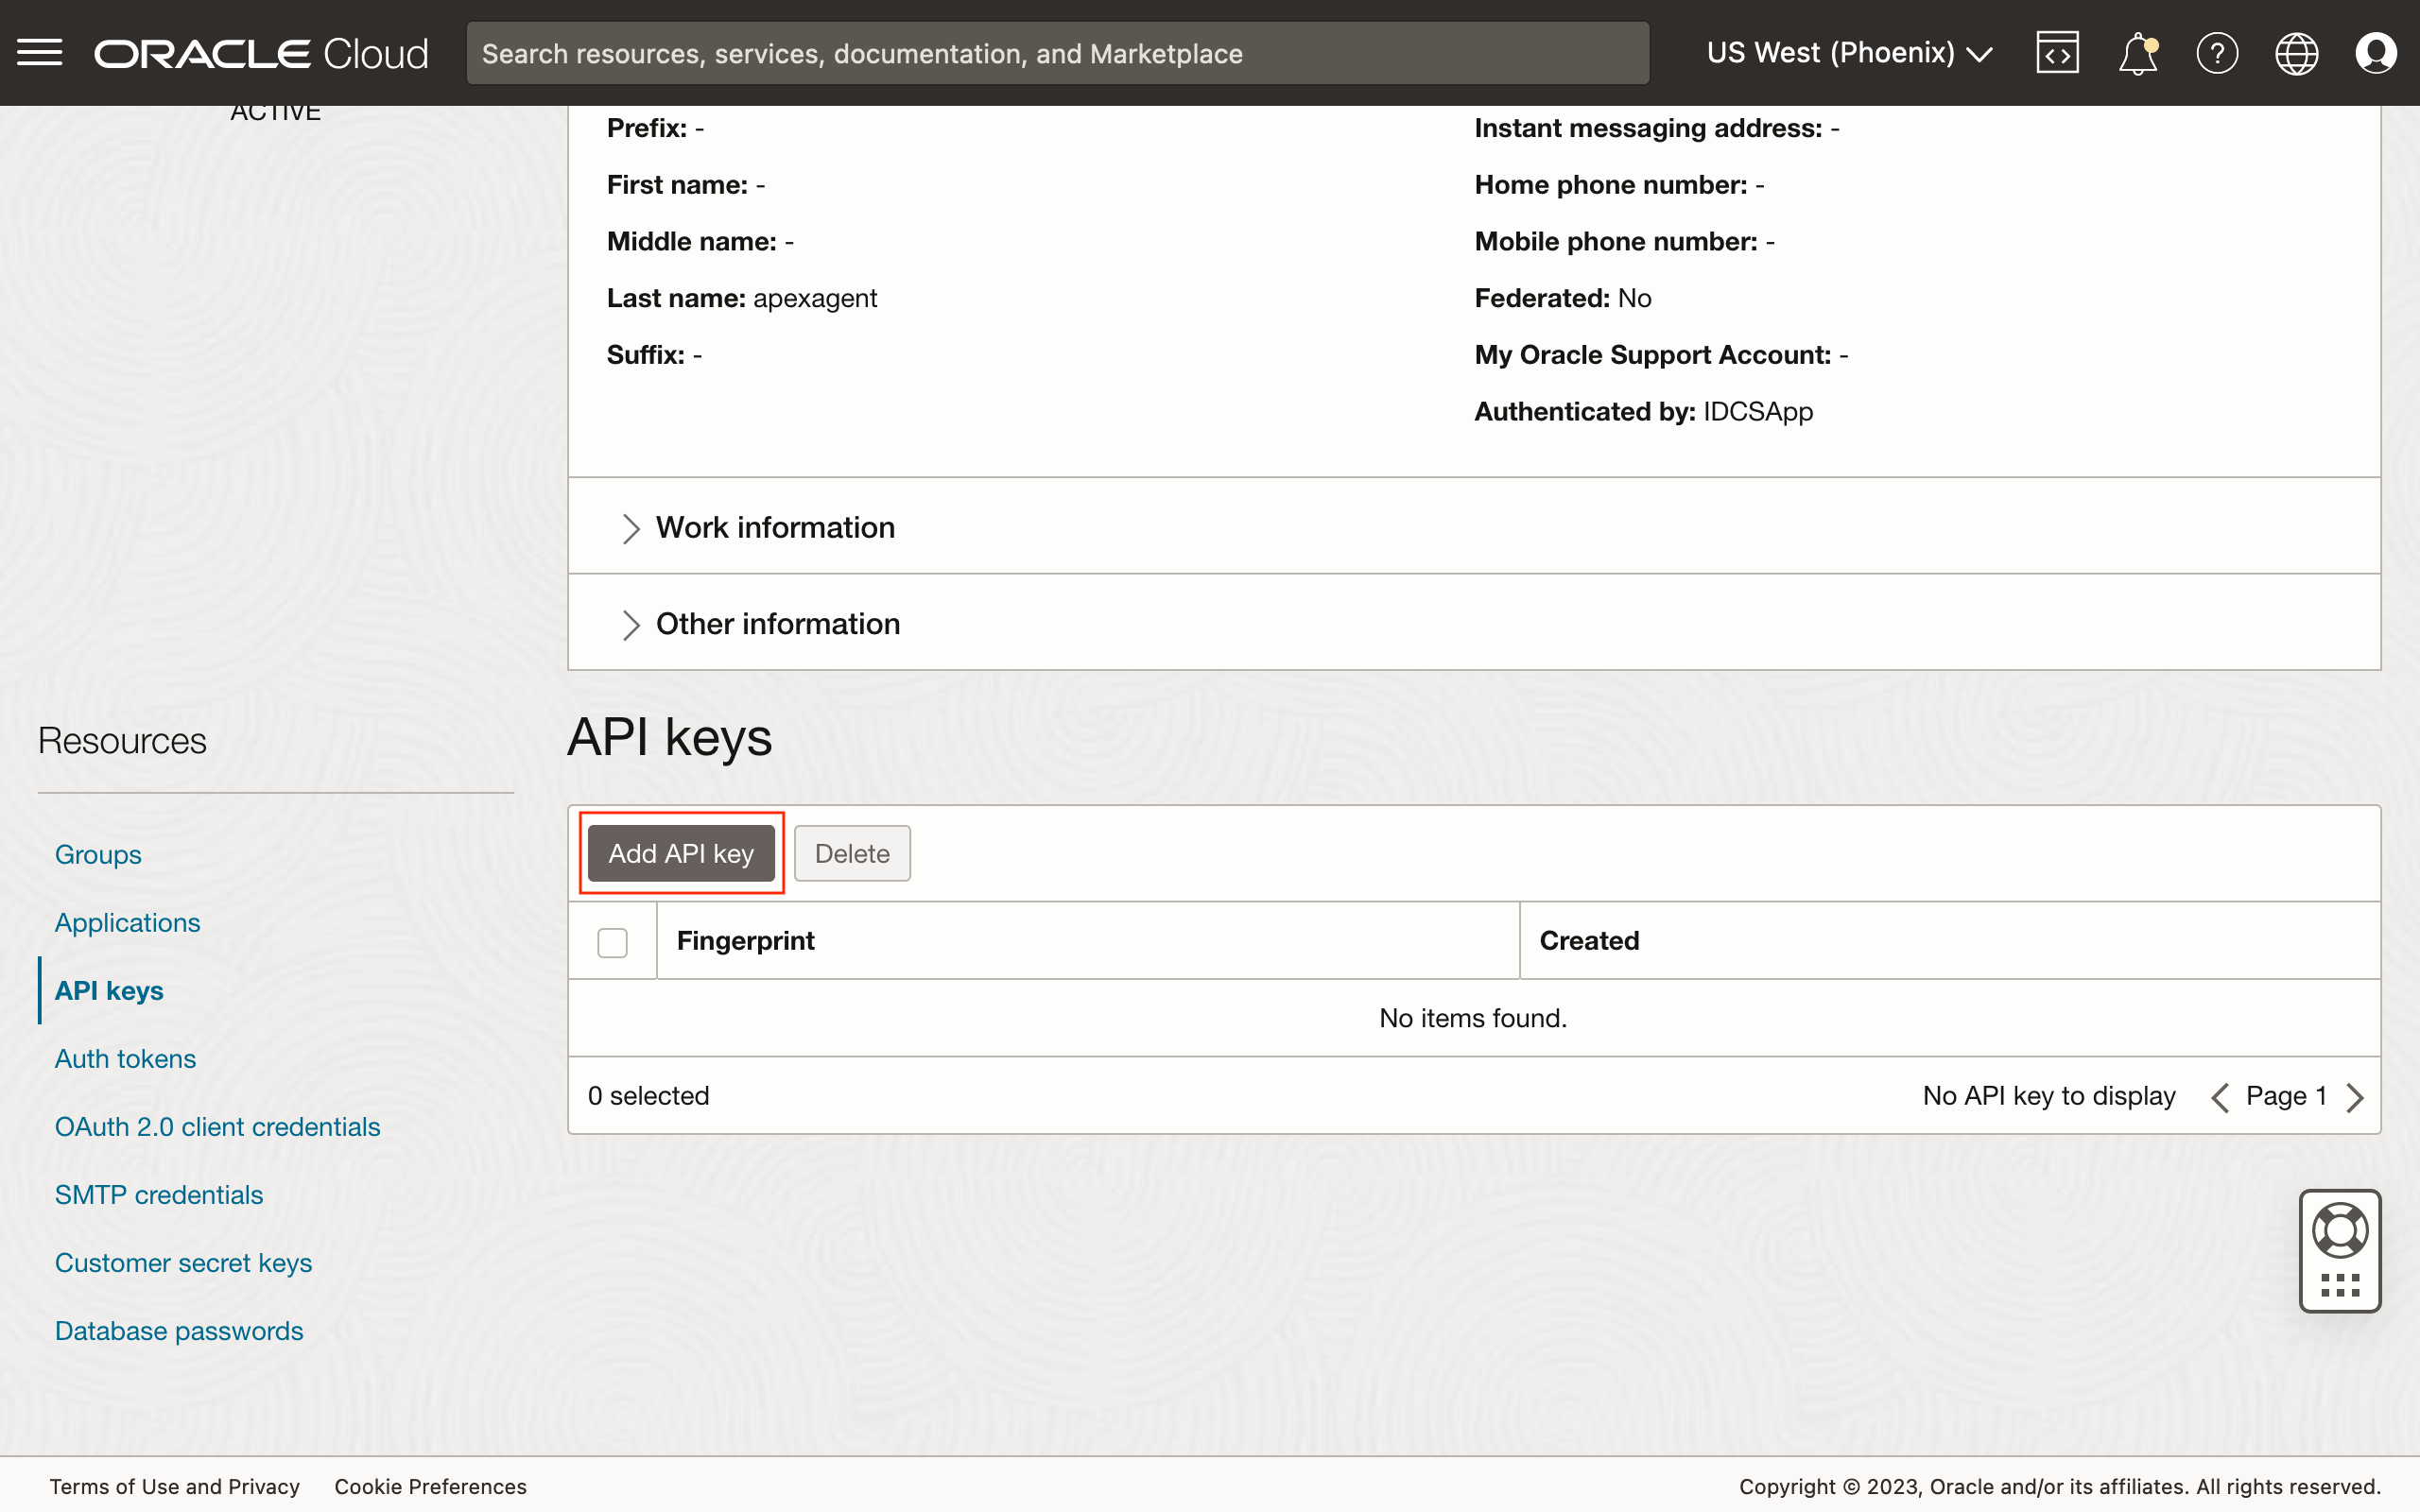 ORACLE Cloud
Search resources, services, documentation, and Marketplace
US West (Phoenix)
ACTIVE
Prefix: -
First name: -
Middle name: -
Last name: apexagent
Suffix: -
Instant messaging address: -
Home phone number: -
Mobile phone number: -
Federated: No
My Oracle Support Account: -
Authenticated by: IDCSApp
Work information
Other information
Resources
Groups
Applications
API keys
Auth tokens
OAuth 2.0 client credentials
SMTP credentials
Customer secret keys
Database passwords
API keys
Add API key
Delete
Fingerprint
Created
No items found.
0 selected
No API key to display
Page 1
Terms of Use and Privacy
Cookie Preferences
Copyright © 2023, Oracle and/or its affiliates. All rights reserved.